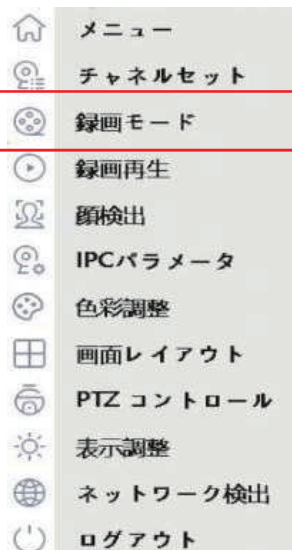 メニュー
チャネルセット
録画モード
録画再生
顔検出
IPCパラメータ
色彩調整
画面レイアウト
PTZ コントロール
表示調整
ネットワーク検出
ログアウト